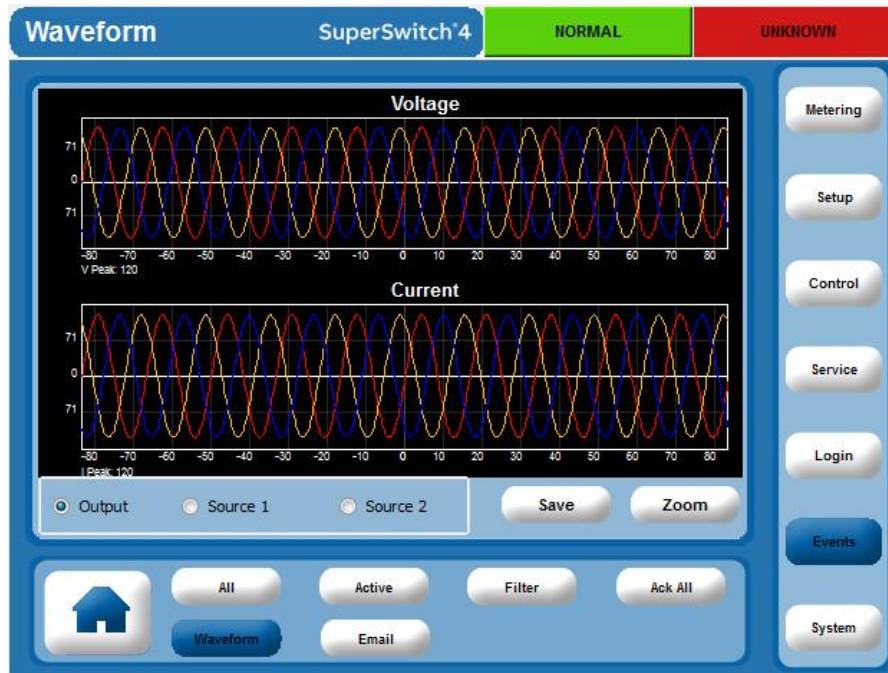 Waveform SuperSwitch°4 NORMAL UNKNOWN
Voltage
71
0
71
-80 -70 -60 -50 -40 -30 -20 -10 0 10 20 30 40 50 60 70 80
V Peak: 120
Current
71
0
71
-80 -70 -60 -50 -40 -30 -20 -10 0 10 20 30 40 50 60 70 80
I Peak: 120
Output Source 1 Source 2 Save Zoom
All Active Filter Ack All
Waveform Email
Metering
Setup
Control
Service
Login
Events
System